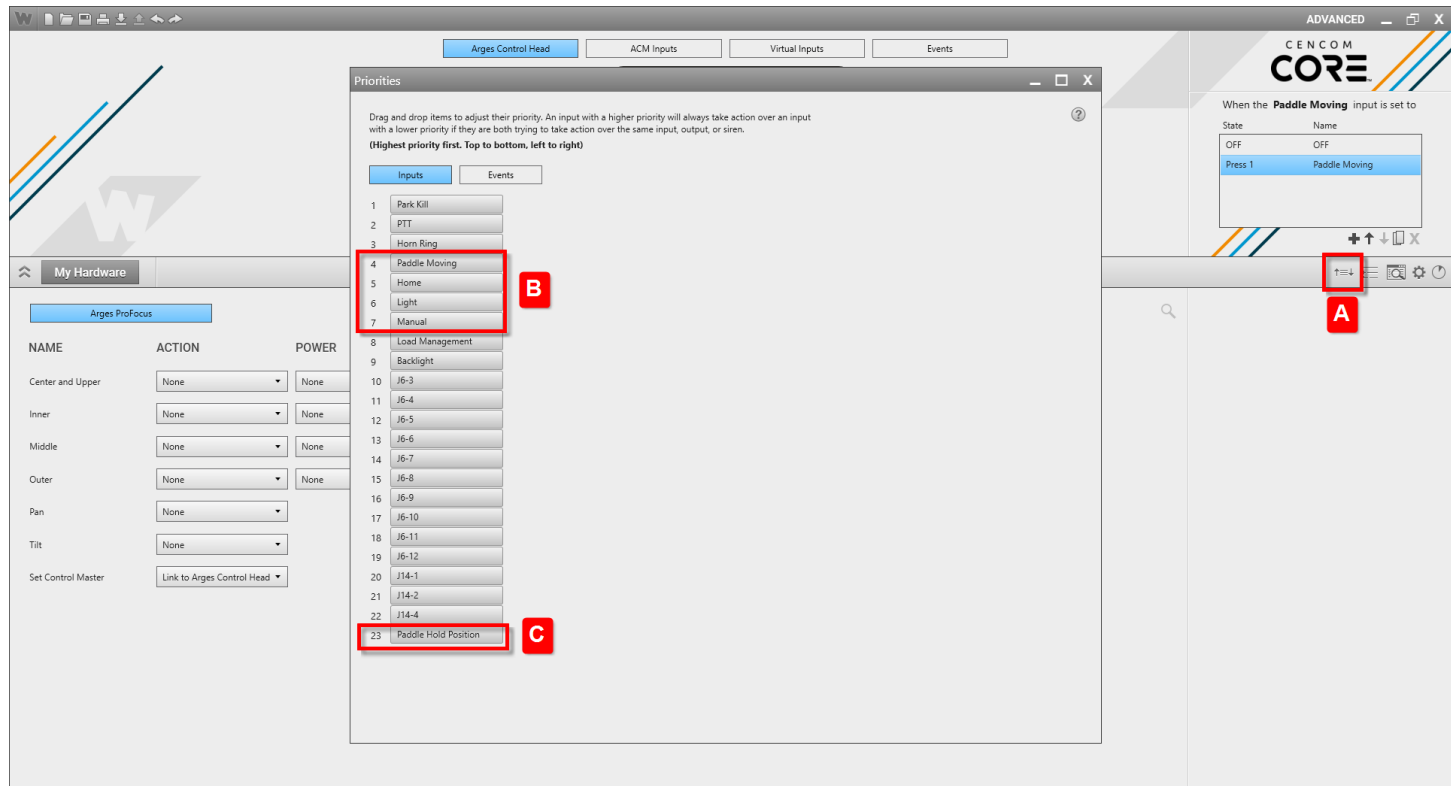 W
ADVANCED
Arges Control Head
ACM Inputs
Virtual Inputs
Events
CENCOM
CORE
When the Paddle Moving input is set to
State Name
OFF OFF
Press 1 Paddle Moving
X
Priorities
X
Drag and drop items to adjust their priority. An input with a higher priority will always take action over an input
with a lower priority if they are both trying to take action over the same input, output, or siren.
(Highest priority first. Top to bottom, left to right)
?
Inputs
Events
1 Park Kill
2 PTT
3 Horn Ring
4 Paddle Moving
5 Home
6 Light
7 Manual
8 Load Management
9 Backlight
10 J6-3
11 J6-4
12 J6-5
13 J6-6
14 J6-7
15 J6-8
16 J6-9
17 J6-10
18 J6-11
19 J6-12
20 J14-1
21 J14-2
22 J14-4
23 Paddle Hold Position
B
C
A
My Hardware
Arges ProFocus
NAME ACTION POWER
Center and Upper None None
Inner None None
Middle None None
Outer None None
Pan None
Tilt None
Set Control Master Link to Arges Control Head